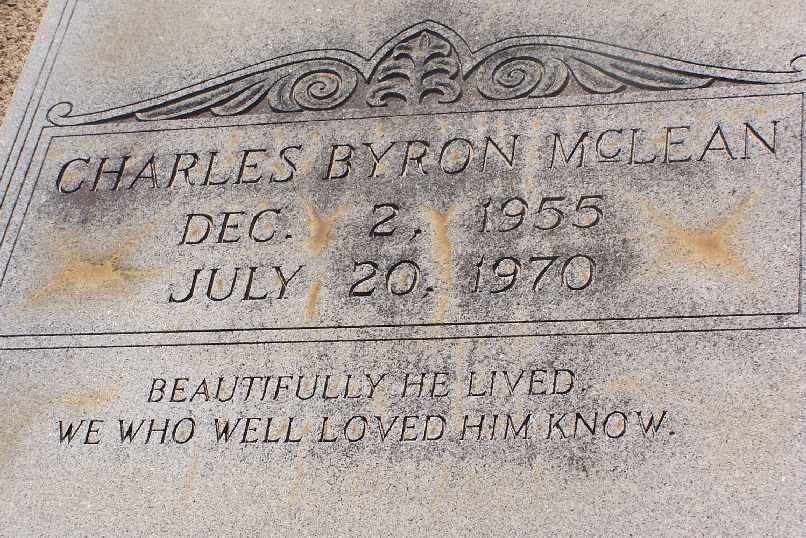 CHARLES BYRON McLEAN
DEC. 2, 1955
JULY 20, 1970
BEAUTIFULLY HE LIVED.
WE WHO WELL LOVED HIM KNOW.